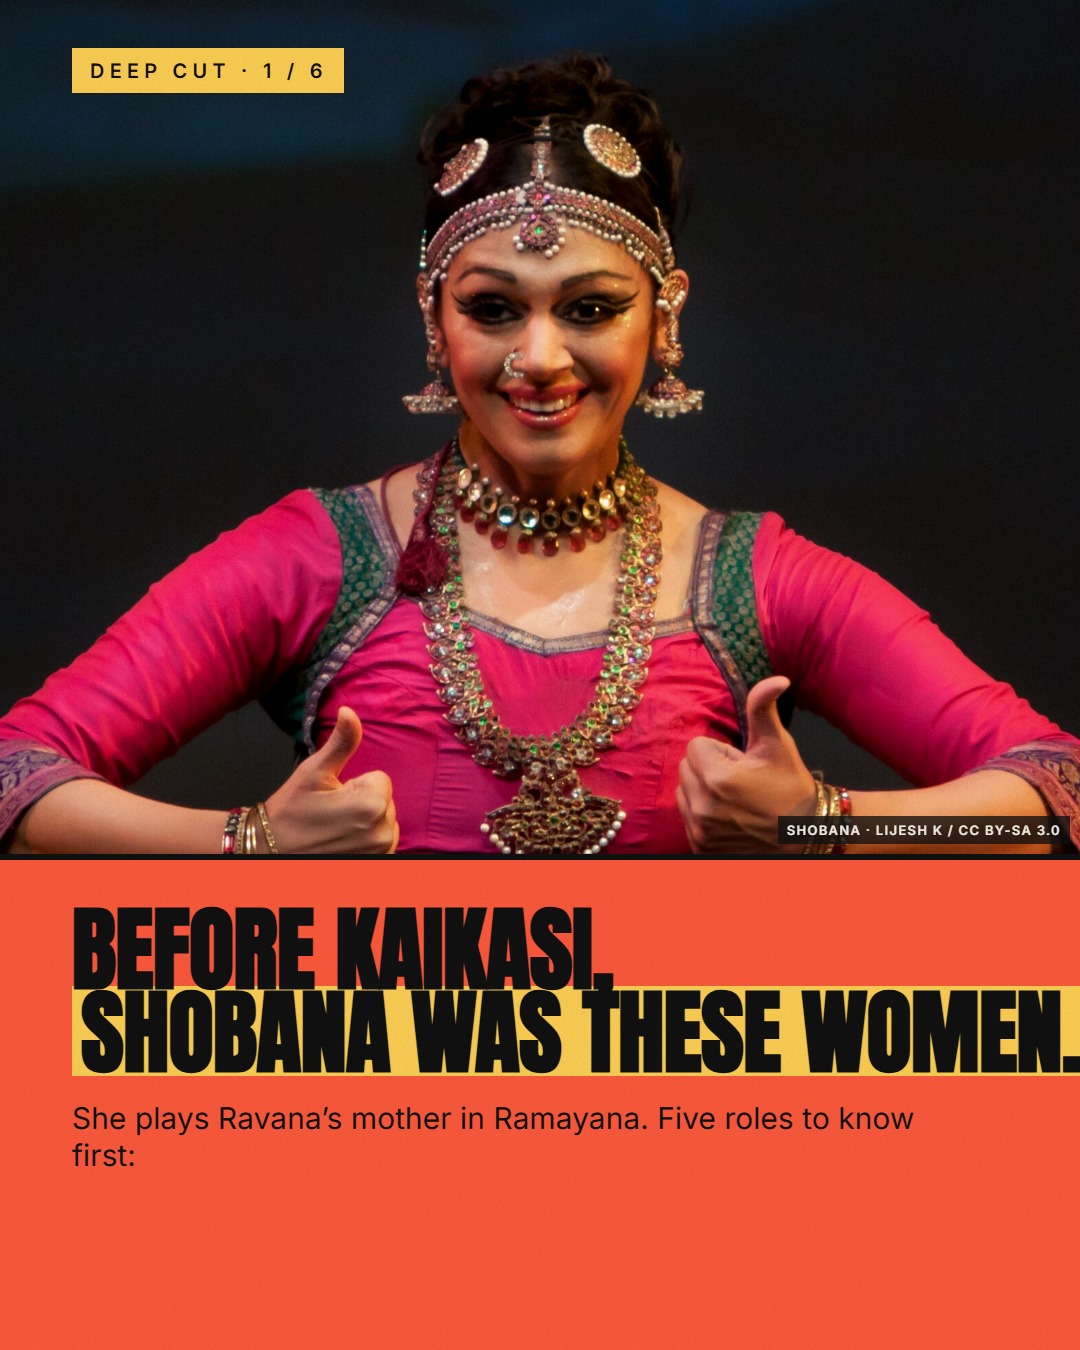 DEEP CUT · 1 / 6
SHOBANA · LIJESH K / CC BY-SA 3.0
BEFORE KAIKASI,
SHOBANA WAS THESE WOMEN.
She plays Ravana’s mother in Ramayana. Five roles to know
first: